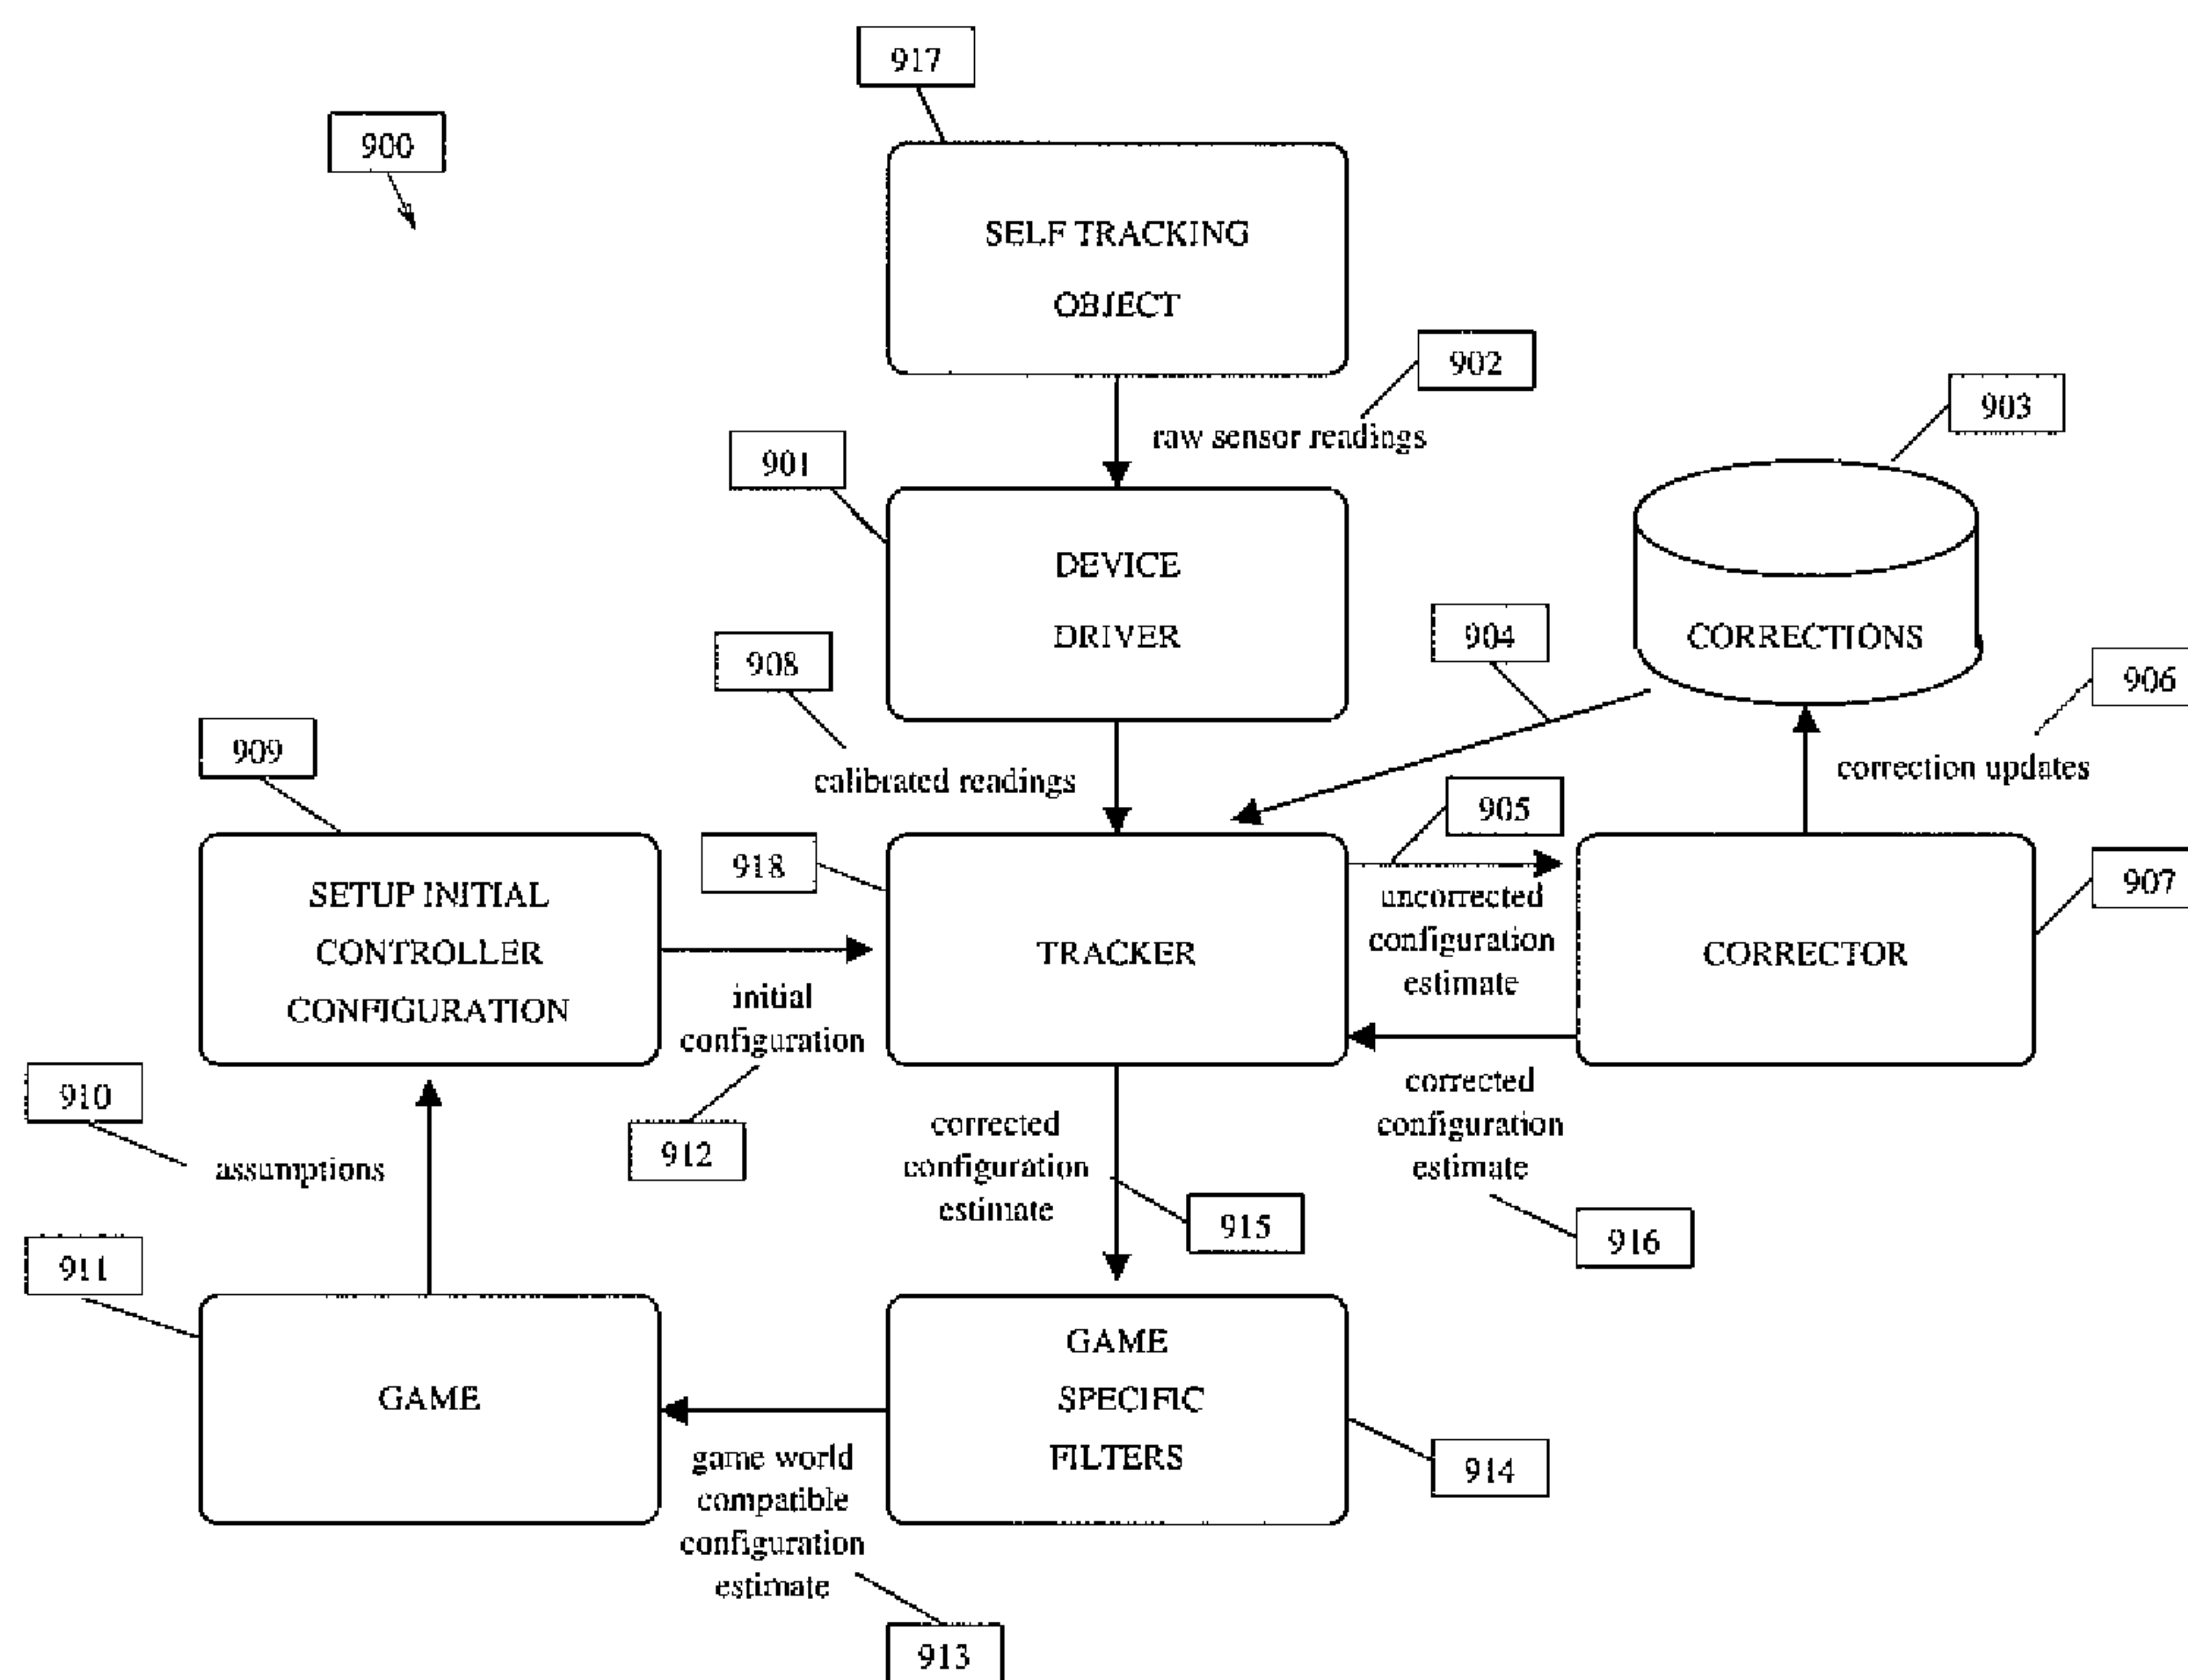 917
900
SELF TRACKING
OBJECT
902
903
raw sensor readings
901
DEVICE
DRIVER
904
CORRECTIONS
908
906
909
calibrated readings
correction updates
905
918
907
SETUP INITIAL
CONTROLLER
CONFIGURATION
TRACKER
uncorrected
configuration
estimate
CORRECTOR
initial
configuration
910
assumptions
912
corrected
configuration
estimate
corrected
configuration
estimate
915
916
911
GAME
GAME
SPECIFIC
FILTERS
914
game world
compatible
configuration
estimate
913